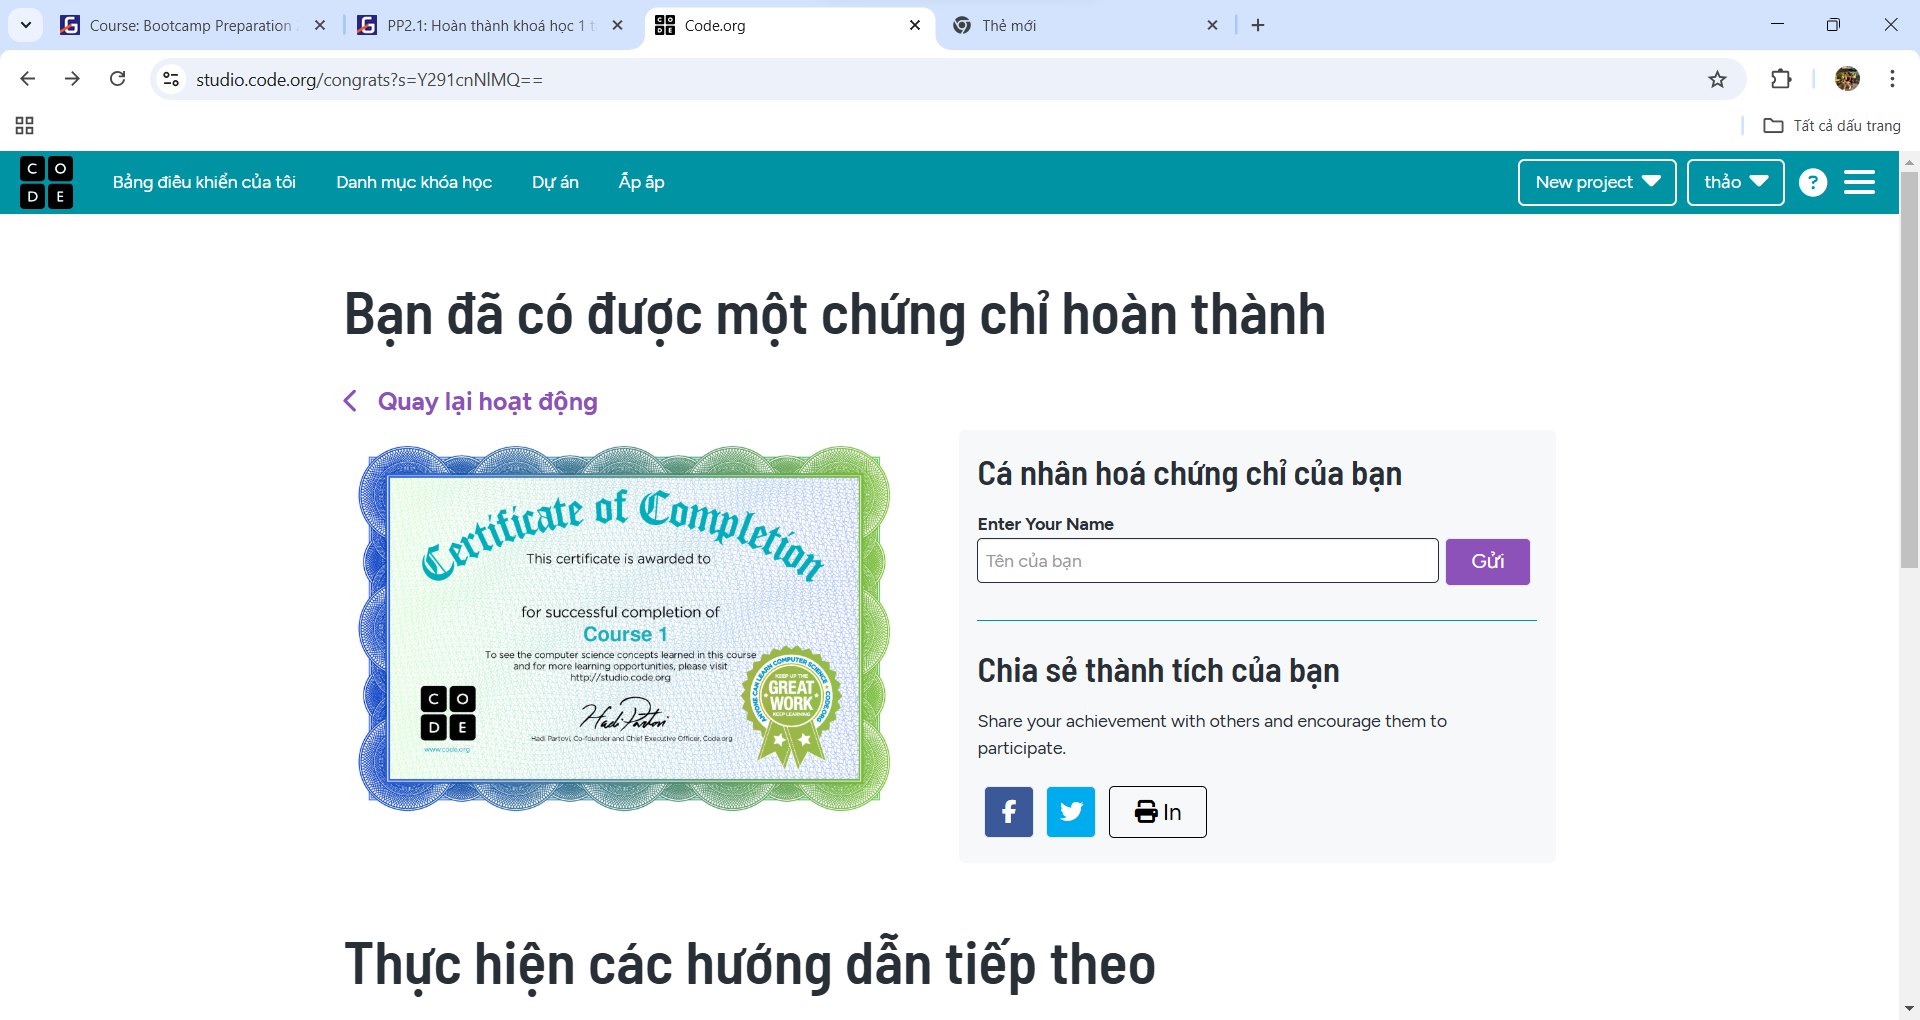 Course: Bootcamp Preparation
PP2.1: Hoàn thành khoá học 1 t
Code.org
Thẻ mới
studio.code.org/congrats?s=Y291cnNlMQ==
Tất cả dấu trang
CODE
Bảng điều khiển của tôi
Danh mục khóa học
Dự án
Ấp ấp
New project
thảo
?
Bạn đã có được một chứng chỉ hoàn thành
Quay lại hoạt động
Certificate of Completion
This certificate is awarded to
for successful completion of
Course 1
To see the computer science concepts learned in this course
and for more learning opportunities, please visit
http://studio.code.org
CODE
www.code.org
Hadi Partovi
Hadi Partovi, Co-founder and Chief Executive Officer, Code.org
ANYONE CAN LEARN COMPUTER SCIENCE • CODE.ORG
KEEP UP THE
GREAT
WORK
KEEP LEARNING
Cá nhân hoá chứng chỉ của bạn
Enter Your Name
Tên của bạn
Gửi
Chia sẻ thành tích của bạn
Share your achievement with others and encourage them to
participate.
In
Thực hiện các hướng dẫn tiếp theo